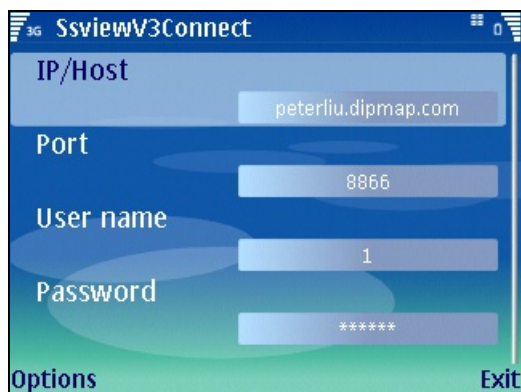 3G SsviewV3Connect
IP/Host
peterliu.dipmap.com
Port
8866
User name
1
Password
******
Options Exit